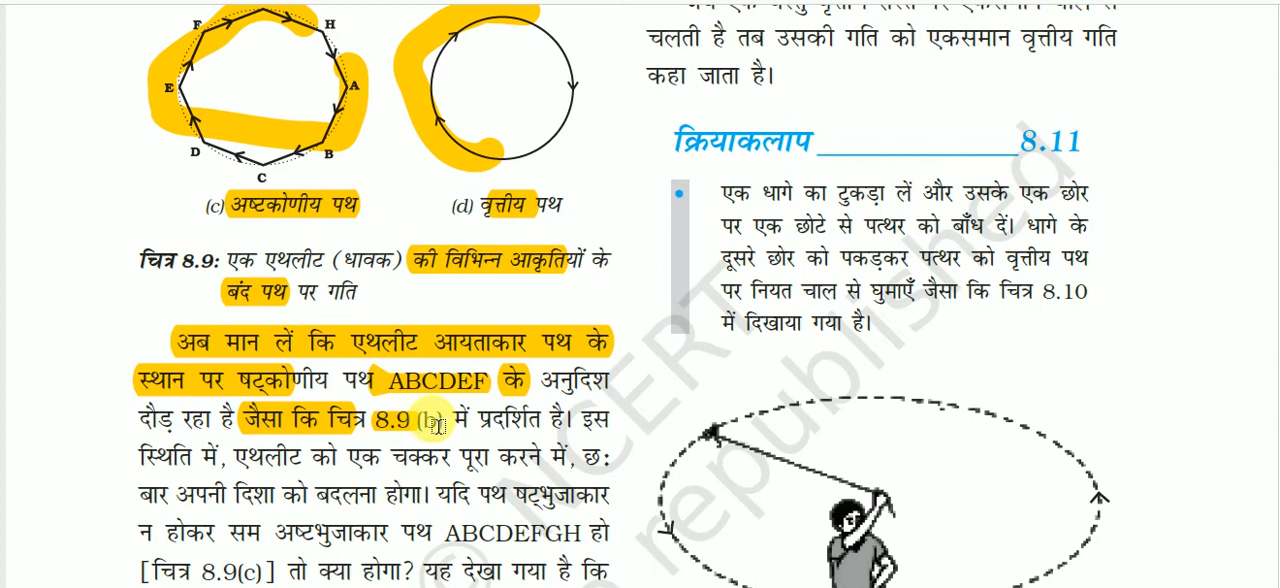 F
H
E
A
D
B
C
(c) अष्टकोणीय पथ
(d) वृत्तीय पथ
चित्र 8.9: एक एथलीट (धावक) की विभिन्न आकृतियों के
बंद पथ पर गति
अब मान लें कि एथलीट आयताकार पथ के
स्थान पर षट्कोणीय पथ ABCDEF के अनुदिश
दौड़ रहा है जैसा कि चित्र 8.9 (b) में प्रदर्शित है। इस
स्थिति में, एथलीट को एक चक्कर पूरा करने में, छः
बार अपनी दिशा को बदलना होगा। यदि पथ षट्भुजाकार
न होकर सम अष्टभुजाकार पथ ABCDEFGH हो
[चित्र 8.9(c)] तो क्या होगा? यह देखा गया है कि
चलती है तब उसकी गति को एकसमान वृत्तीय गति
कहा जाता है।
क्रियाकलाप 8.11
• एक धागे का टुकड़ा लें और उसके एक छोर
पर एक छोटे से पत्थर को बाँध दें। धागे के
दूसरे छोर को पकड़कर पत्थर को वृत्तीय पथ
पर नियत चाल से घुमाएँ जैसा कि चित्र 8.10
में दिखाया गया है।
© NCERT
republished